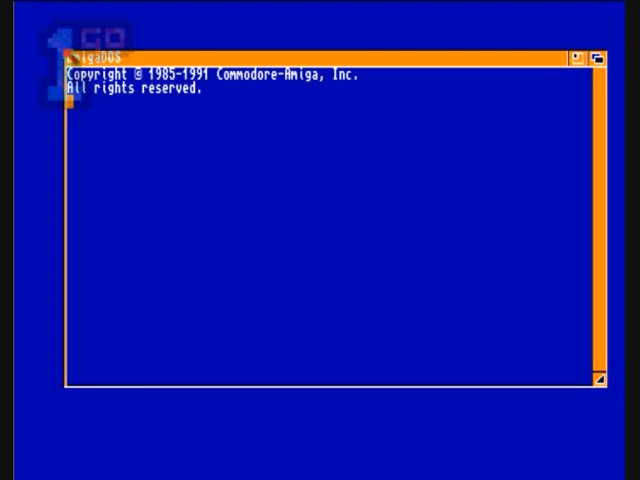 AmigaDOS
Copyright © 1985-1991 Commodore-Amiga, Inc.
All rights reserved.